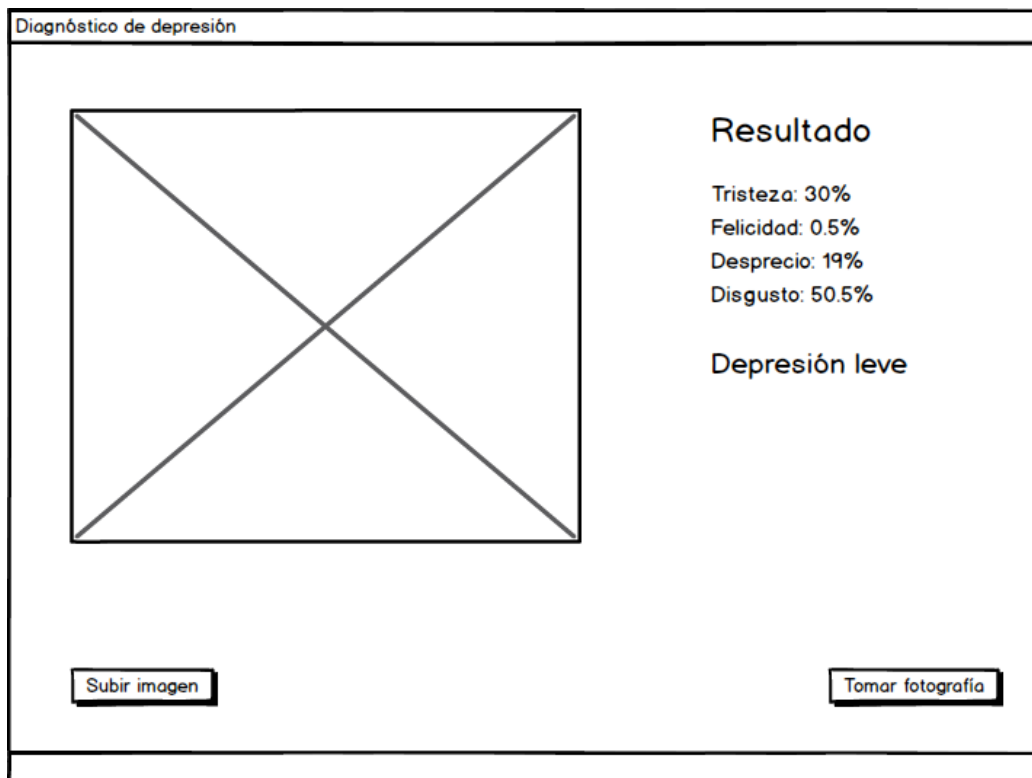 Diagnóstico de depresión
Resultado
Tristeza: 30%
Felicidad: 0.5%
Desprecio: 19%
Disgusto: 50.5%
Depresión leve
Subir imagen
Tomar fotografía